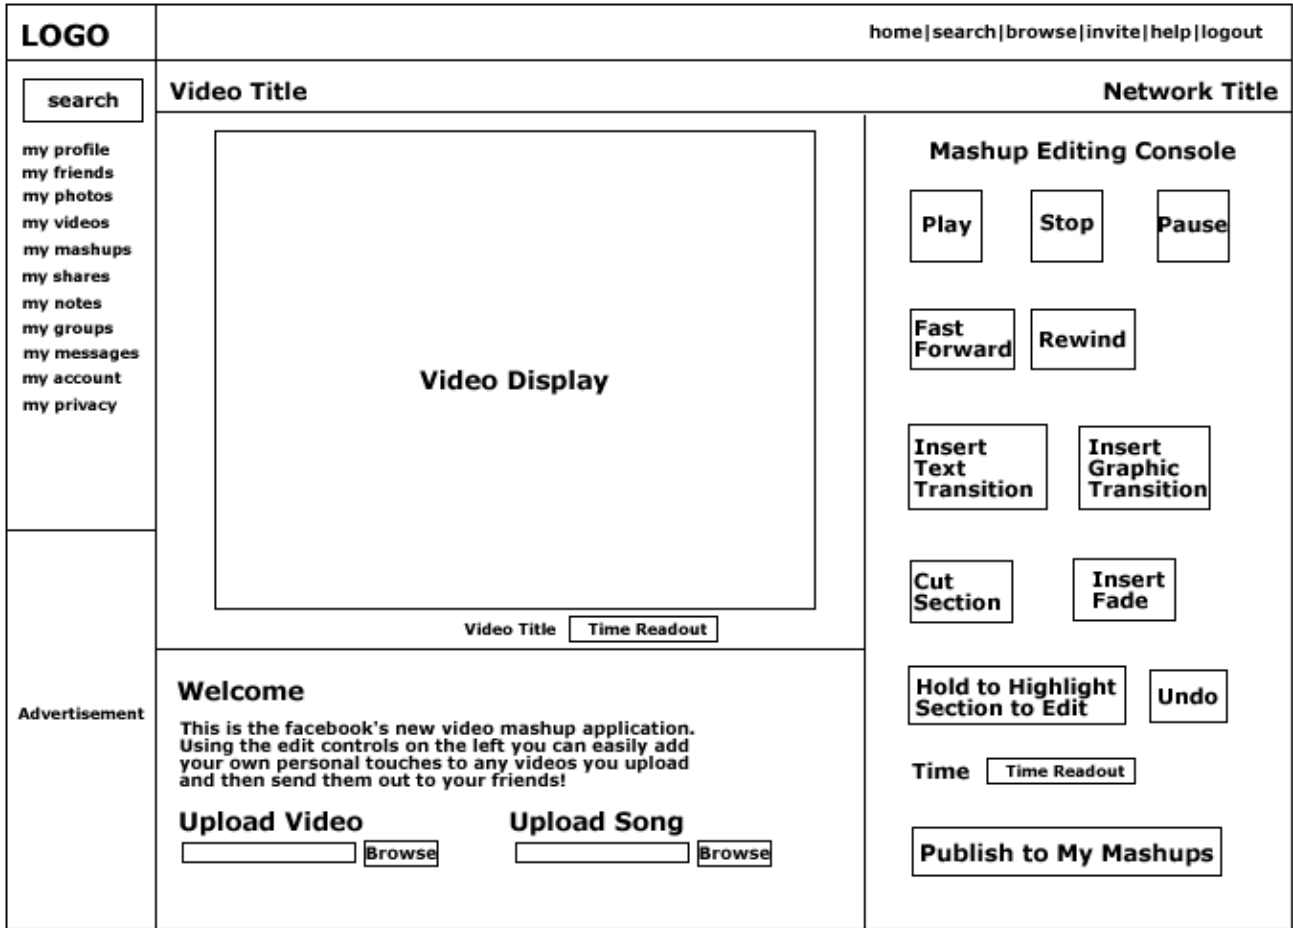 LOGO
home|search|browse|invite|help|logout
search
my profile
my friends
my photos
my videos
my mashups
my shares
my notes
my groups
my messages
my account
my privacy
Advertisement
Video Title
Network Title
Video Display
Video Title
Time Readout
Welcome
This is the facebook's new video mashup application.
Using the edit controls on the left you can easily add
your own personal touches to any videos you upload
and then send them out to your friends!
Upload Video
Browse
Upload Song
Browse
Mashup Editing Console
Play
Stop
Pause
Fast
Forward
Rewind
Insert
Text
Transition
Insert
Graphic
Transition
Cut
Section
Insert
Fade
Hold to Highlight
Section to Edit
Undo
Time
Time Readout
Publish to My Mashups